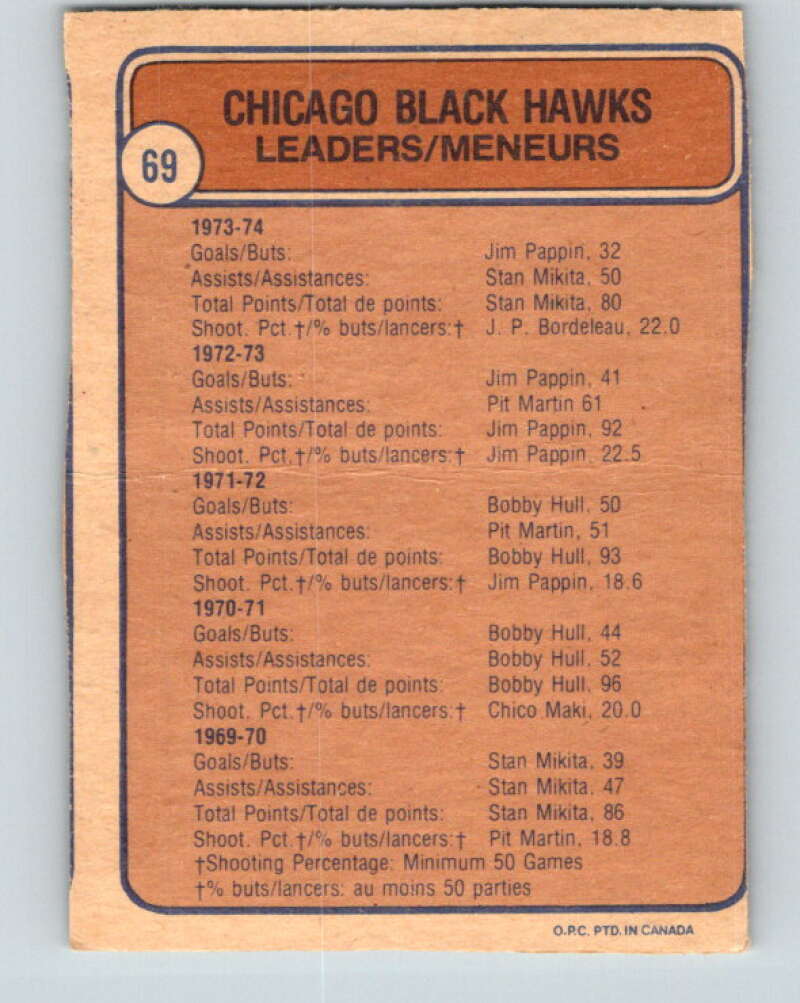 CHICAGO BLACK HAWKS
LEADERS/MENEURS
69
1973-74
Goals/Buts: Jim Pappin, 32
Assists/Assistances: Stan Mikita, 50
Total Points/Total de points: Stan Mikita, 80
Shoot. Pct.†/% buts/lancers:† J. P. Bordeleau, 22.0
1972-73
Goals/Buts: Jim Pappin, 41
Assists/Assistances: Pit Martin 61
Total Points/Total de points: Jim Pappin, 92
Shoot. Pct.†/% buts/lancers:† Jim Pappin, 22.5
1971-72
Goals/Buts: Bobby Hull, 50
Assists/Assistances: Pit Martin, 51
Total Points/Total de points: Bobby Hull, 93
Shoot. Pct.†/% buts/lancers:† Jim Pappin, 18.6
1970-71
Goals/Buts: Bobby Hull, 44
Assists/Assistances: Bobby Hull, 52
Total Points/Total de points: Bobby Hull, 96
Shoot. Pct.†/% buts/lancers:† Chico Maki, 20.0
1969-70
Goals/Buts: Stan Mikita, 39
Assists/Assistances: Stan Mikita, 47
Total Points/Total de points: Stan Mikita, 86
Shoot. Pct.†/% buts/lancers:† Pit Martin, 18.8
†Shooting Percentage: Minimum 50 Games
†% buts/lancers: au moins 50 parties
O.P.C. PTD. IN CANADA